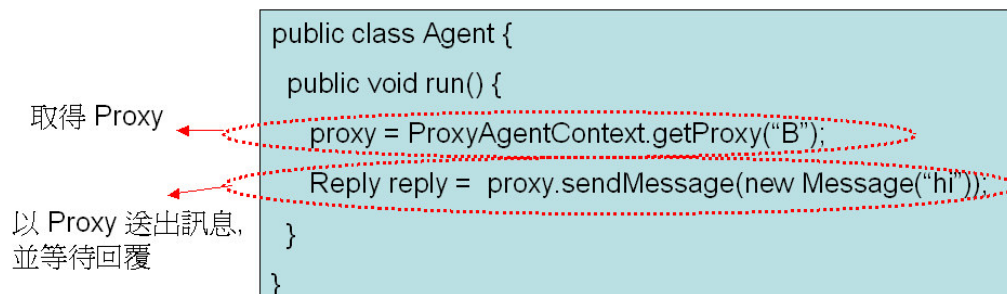 public class Agent {
public void run() {
取得 Proxy
proxy = ProxyAgentContext.getProxy(“B”);
Reply reply = proxy.sendMessage(new Message(“hi”));
以 Proxy 送出訊息,
並等待回覆
}
}